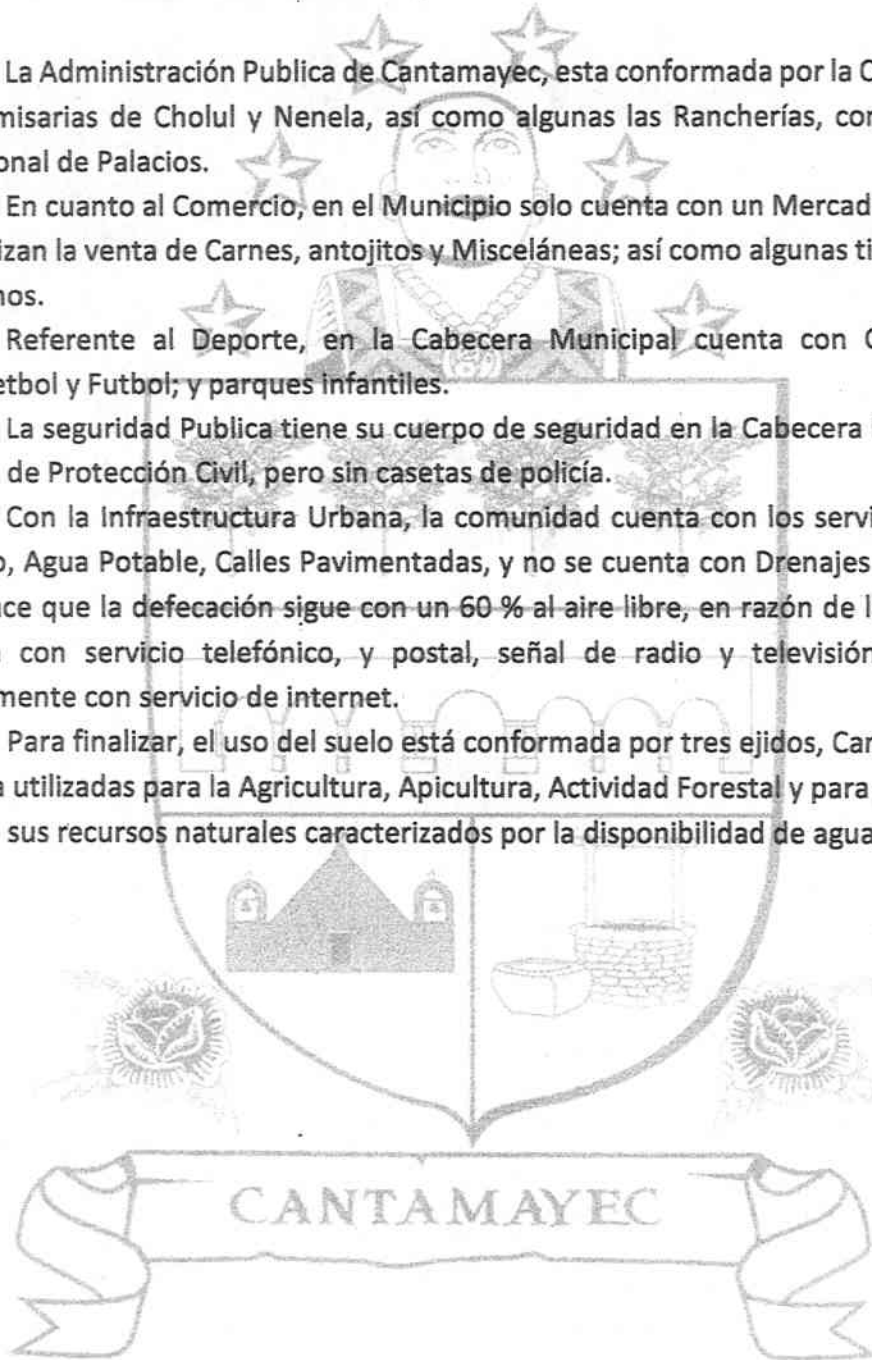 La Administración Publica de Cantamayec, esta conformada por la C
misarias de Cholul y Nenela, así como algunas las Rancherías, con
onal de Palacios.
En cuanto al Comercio, en el Municipio solo cuenta con un Mercad
izan la venta de Carnes, antojitos y Misceláneas; así como algunas ti
nos.
Referente al Deporte, en la Cabecera Municipal cuenta con C
etbol y Futbol; y parques infantiles.
La seguridad Publica tiene su cuerpo de seguridad en la Cabecera
de Protección Civil, pero sin casetas de policía.
Con la Infraestructura Urbana, la comunidad cuenta con los servi
o, Agua Potable, Calles Pavimentadas, y no se cuenta con Drenajes
ce que la defecación sigue con un 60 % al aire libre, en razón de l
con servicio telefónico, y postal, señal de radio y televisión
mente con servicio de internet.
Para finalizar, el uso del suelo está conformada por tres ejidos, Can
a utilizadas para la Agricultura, Apicultura, Actividad Forestal y para
sus recursos naturales caracterizados por la disponibilidad de agua
CANTAMAYEC